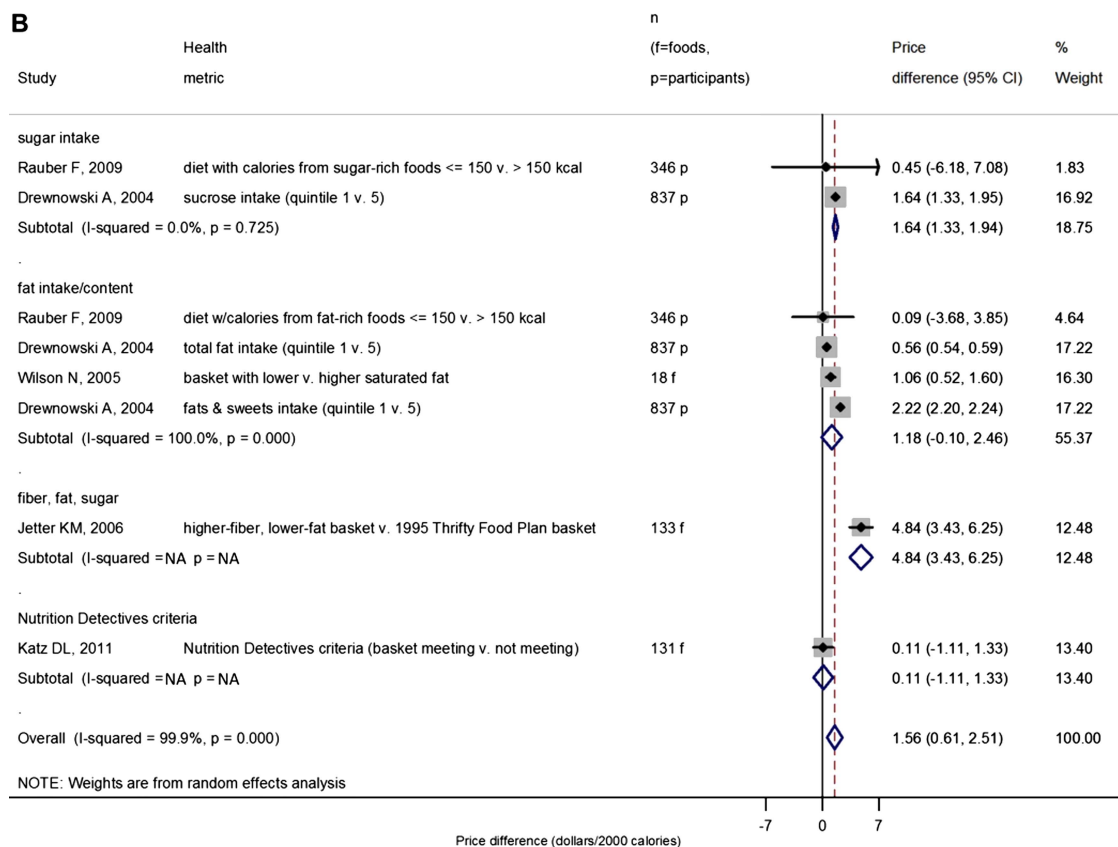 B
n
Health (f=foods, Price %
Study metric p=participants) difference (95% CI) Weight
sugar intake
Rauber F, 2009 diet with calories from sugar-rich foods <= 150 v. > 150 kcal 346 p 0.45 (-6.18, 7.08) 1.83
Drewnowski A, 2004 sucrose intake (quintile 1 v. 5) 837 p 1.64 (1.33, 1.95) 16.92
Subtotal (I-squared = 0.0%, p = 0.725) 1.64 (1.33, 1.94) 18.75
.
fat intake/content
Rauber F, 2009 diet w/calories from fat-rich foods <= 150 v. > 150 kcal 346 p 0.09 (-3.68, 3.85) 4.64
Drewnowski A, 2004 total fat intake (quintile 1 v. 5) 837 p 0.56 (0.54, 0.59) 17.22
Wilson N, 2005 basket with lower v. higher saturated fat 18 f 1.06 (0.52, 1.60) 16.30
Drewnowski A, 2004 fats & sweets intake (quintile 1 v. 5) 837 p 2.22 (2.20, 2.24) 17.22
Subtotal (I-squared = 100.0%, p = 0.000) 1.18 (-0.10, 2.46) 55.37
.
fiber, fat, sugar
Jetter KM, 2006 higher-fiber, lower-fat basket v. 1995 Thrifty Food Plan basket 133 f 4.84 (3.43, 6.25) 12.48
Subtotal (I-squared =NA p =NA 4.84 (3.43, 6.25) 12.48
.
Nutrition Detectives criteria
Katz DL, 2011 Nutrition Detectives criteria (basket meeting v. not meeting) 131 f 0.11 (-1.11, 1.33) 13.40
Subtotal (I-squared =NA p =NA 0.11 (-1.11, 1.33) 13.40
.
Overall (I-squared = 99.9%, p = 0.000) 1.56 (0.61, 2.51) 100.00
NOTE: Weights are from random effects analysis
-7 0 7
Price difference (dollars/2000 calories)